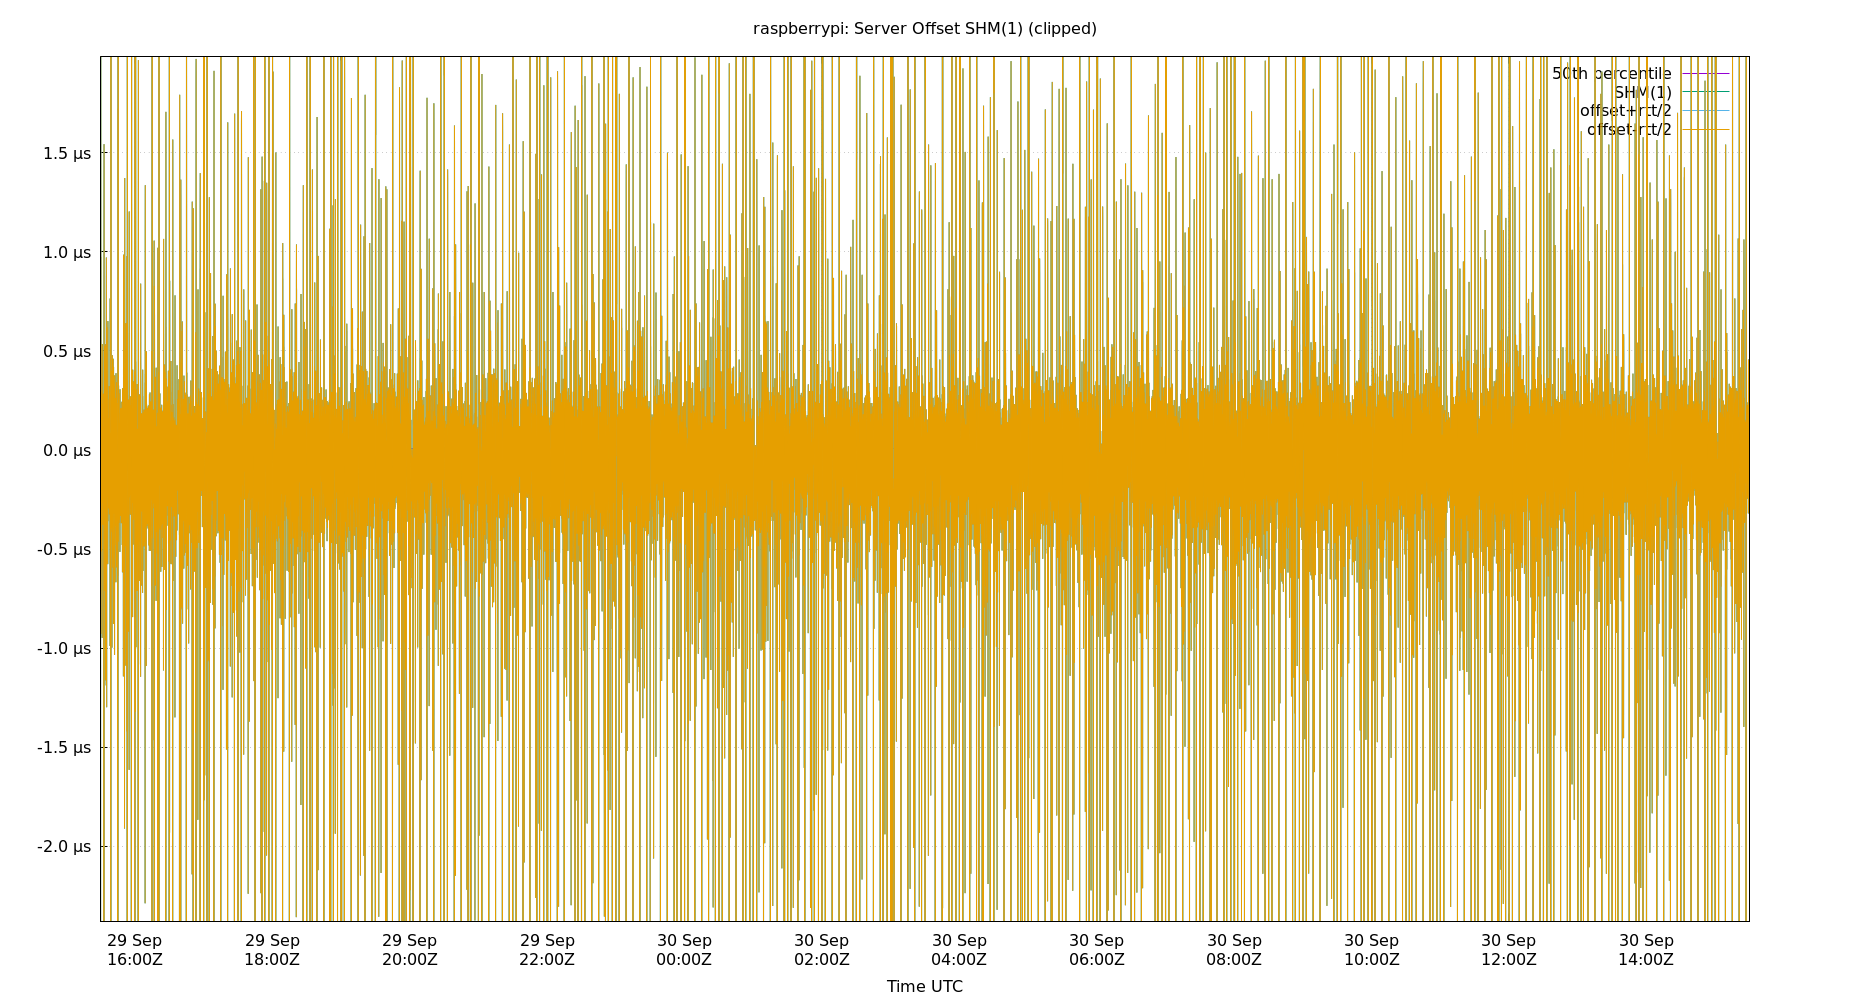 raspberrypi: Server Offset SHM(1) (clipped)
50th percentile
SHM(1)
offset+rtt/2
offset-rtt/2
1.5 µs
1.0 µs
0.5 µs
0.0 µs
-0.5 µs
-1.0 µs
-1.5 µs
-2.0 µs
29 Sep 29 Sep 29 Sep 29 Sep 30 Sep 30 Sep 30 Sep 30 Sep 30 Sep 30 Sep 30 Sep 30 Sep
16:00Z 18:00Z 20:00Z 22:00Z 00:00Z 02:00Z 04:00Z 06:00Z 08:00Z 10:00Z 12:00Z 14:00Z
Time UTC